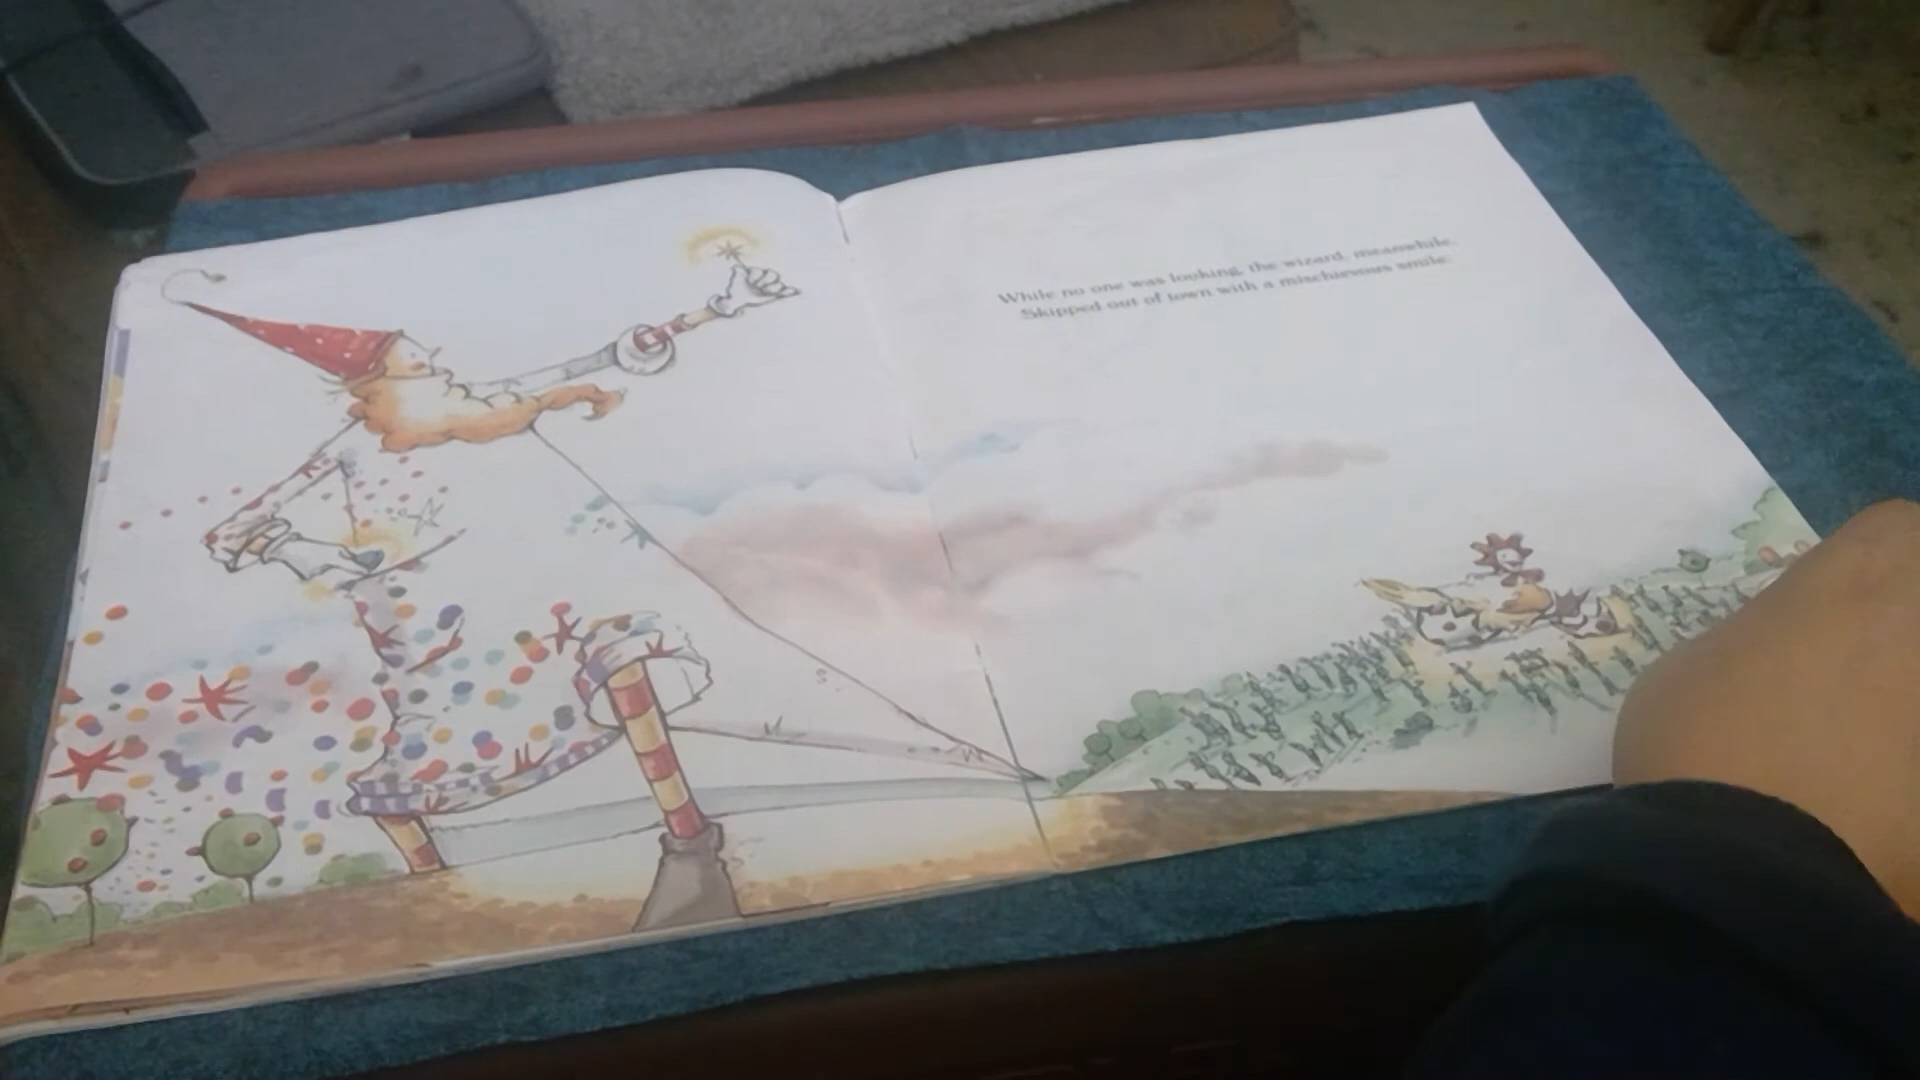 While no one was looking, the wizard, meanwhile,
Skipped out of town with a mischievous smile.